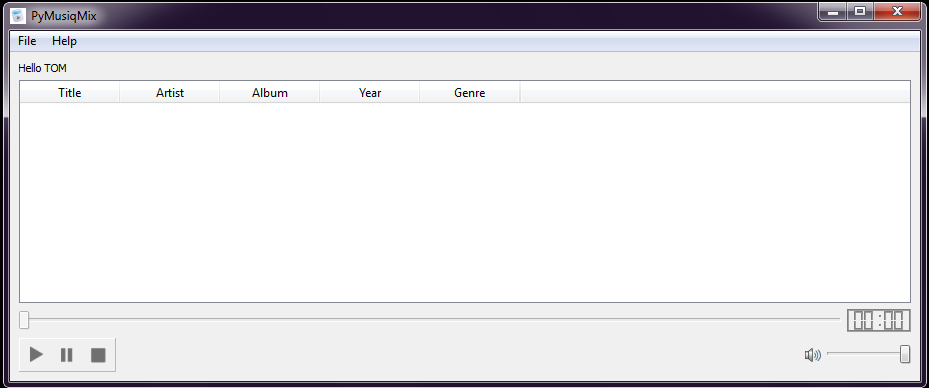 PyMusiqMix
File Help
Hello TOM
Title Artist Album Year Genre
00:00